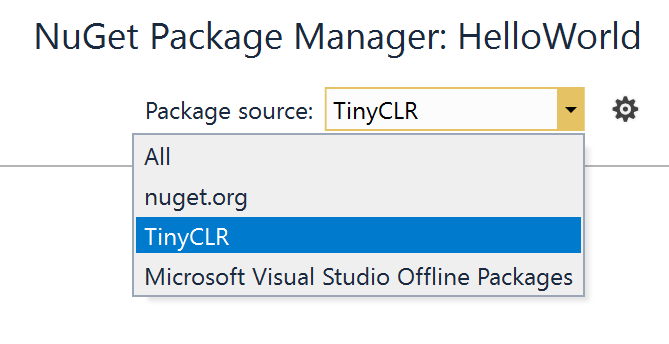 NuGet Package Manager: HelloWorld
Package source: TinyCLR
All
nuget.org
TinyCLR
Microsoft Visual Studio Offline Packages